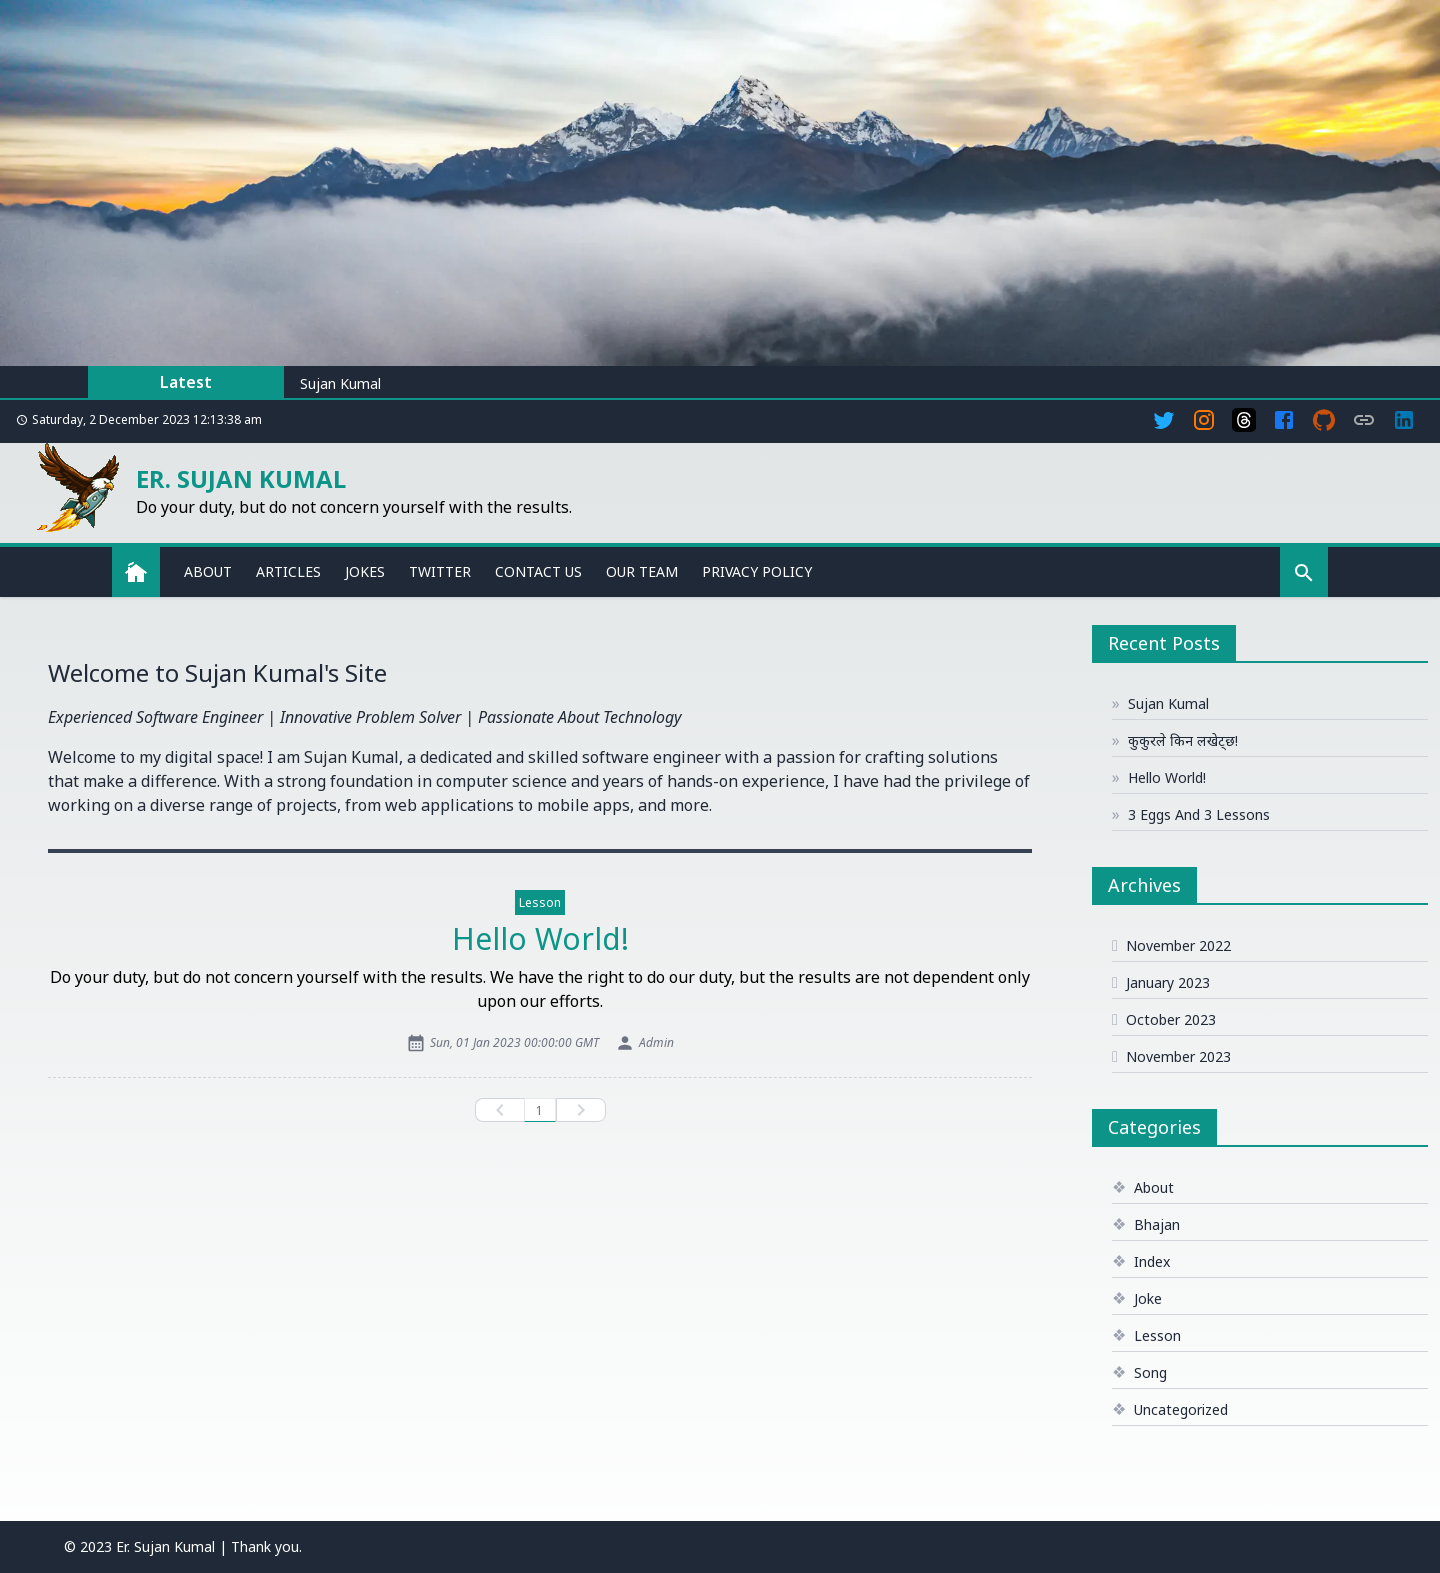 Latest
Sujan Kumal
Saturday, 2 December 2023 12:13:38 am
ER. SUJAN KUMAL
Do your duty, but do not concern yourself with the results.
ABOUT ARTICLES JOKES TWITTER CONTACT US OUR TEAM PRIVACY POLICY
Welcome to Sujan Kumal's Site
Experienced Software Engineer | Innovative Problem Solver | Passionate About Technology
Welcome to my digital space! I am Sujan Kumal, a dedicated and skilled software engineer with a passion for crafting solutions
that make a difference. With a strong foundation in computer science and years of hands-on experience, I have had the privilege of
working on a diverse range of projects, from web applications to mobile apps, and more.
Lesson
Hello World!
Do your duty, but do not concern yourself with the results. We have the right to do our duty, but the results are not dependent only
upon our efforts.
Sun, 01 Jan 2023 00:00:00 GMT Admin
1
Recent Posts
» Sujan Kumal
» कुकुरले किन लखेट्छ!
» Hello World!
» 3 Eggs And 3 Lessons
Archives
November 2022
January 2023
October 2023
November 2023
Categories
❖ About
❖ Bhajan
❖ Index
❖ Joke
❖ Lesson
❖ Song
❖ Uncategorized
© 2023 Er. Sujan Kumal | Thank you.